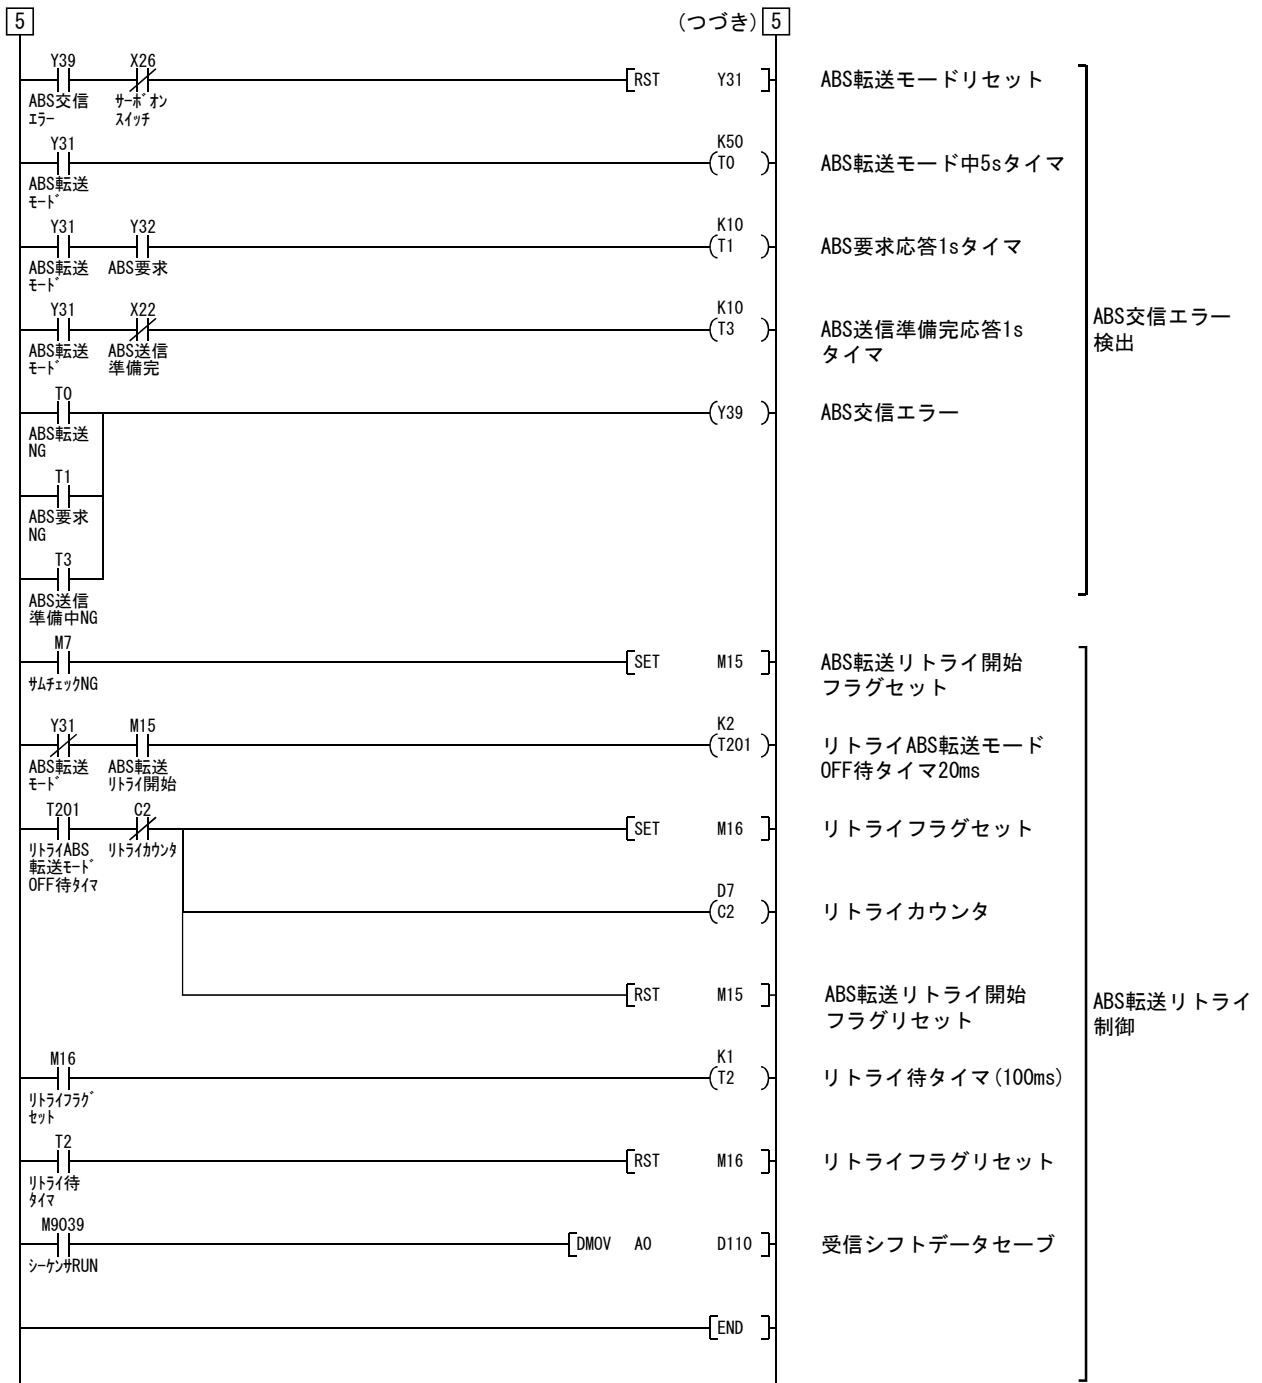 5 (つづき) 5
Y39 X26
RST Y31 ABS転送モードリセット
ABS交信 ｻｰﾎﾞｵﾝ
ｴﾗｰ ｽｲｯﾁ
Y31 K50
T0 ABS転送モード中5sタイマ
ABS転送
ﾓｰﾄﾞ
Y31 Y32 K10
T1 ABS要求応答1sタイマ
ABS転送 ABS要求
ﾓｰﾄﾞ
Y31 X22 K10
T3 ABS送信準備完応答1s
タイマ
ABS転送 ABS送信
ﾓｰﾄﾞ 準備完
ABS交信エラー
検出
T0
Y39 ABS交信エラー
ABS転送
NG
T1
ABS要求
NG
T3
ABS送信
準備中NG
M7
SET M15 ABS転送リトライ開始
フラグセット
ｻﾑﾁｪｯｸNG
Y31 M15 K2
T201 リトライABS転送モード
OFF待タイマ20ms
ABS転送 ABS転送
ﾓｰﾄﾞ ﾘﾄﾗｲ開始
T201 C2
SET M16 リトライフラグセット
ﾘﾄﾗｲABS ﾘﾄﾗｲｶｳﾝﾀ
転送ﾓｰﾄﾞ
OFF待ﾀｲﾏ
D7
C2 リトライカウンタ
RST M15 ABS転送リトライ開始
フラグリセット
ABS転送リトライ
制御
M16 K1
T2 リトライ待タイマ(100ms)
ﾘﾄﾗｲﾌﾗｸﾞ
ｾｯﾄ
T2
RST M16 リトライフラグリセット
ﾘﾄﾗｲ待
ﾀｲﾏ
M9039
DMOV A0 D110 受信シフトデータセーブ
ｼｰｹﾝｻRUN
END